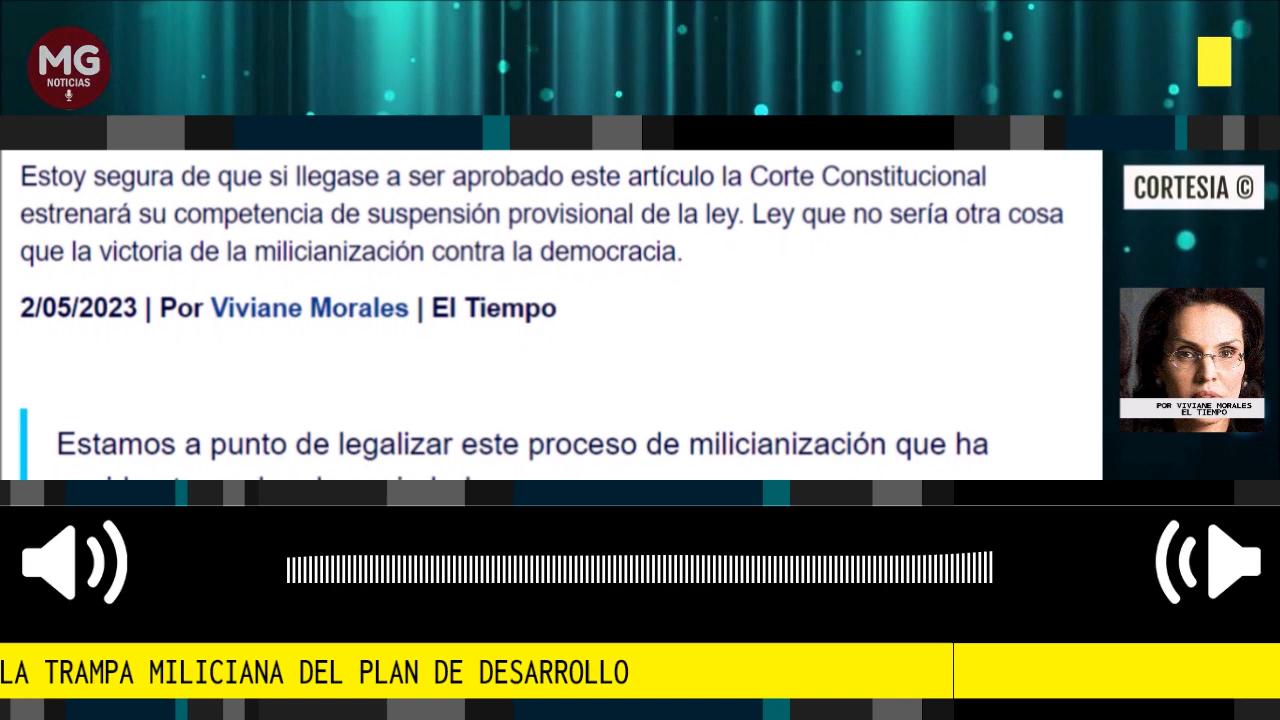 MG
NOTICIAS
Estoy segura de que si llegase a ser aprobado este artículo la Corte Constitucional
estrenará su competencia de suspensión provisional de la ley. Ley que no sería otra cosa
que la victoria de la milicianización contra la democracia.
2/05/2023 | Por Viviane Morales | El Tiempo
Estamos a punto de legalizar este proceso de milicianización que ha
CORTESIA ©
POR VIVIANE MORALES
EL TIEMPO
LA TRAMPA MILICIANA DEL PLAN DE DESARROLLO